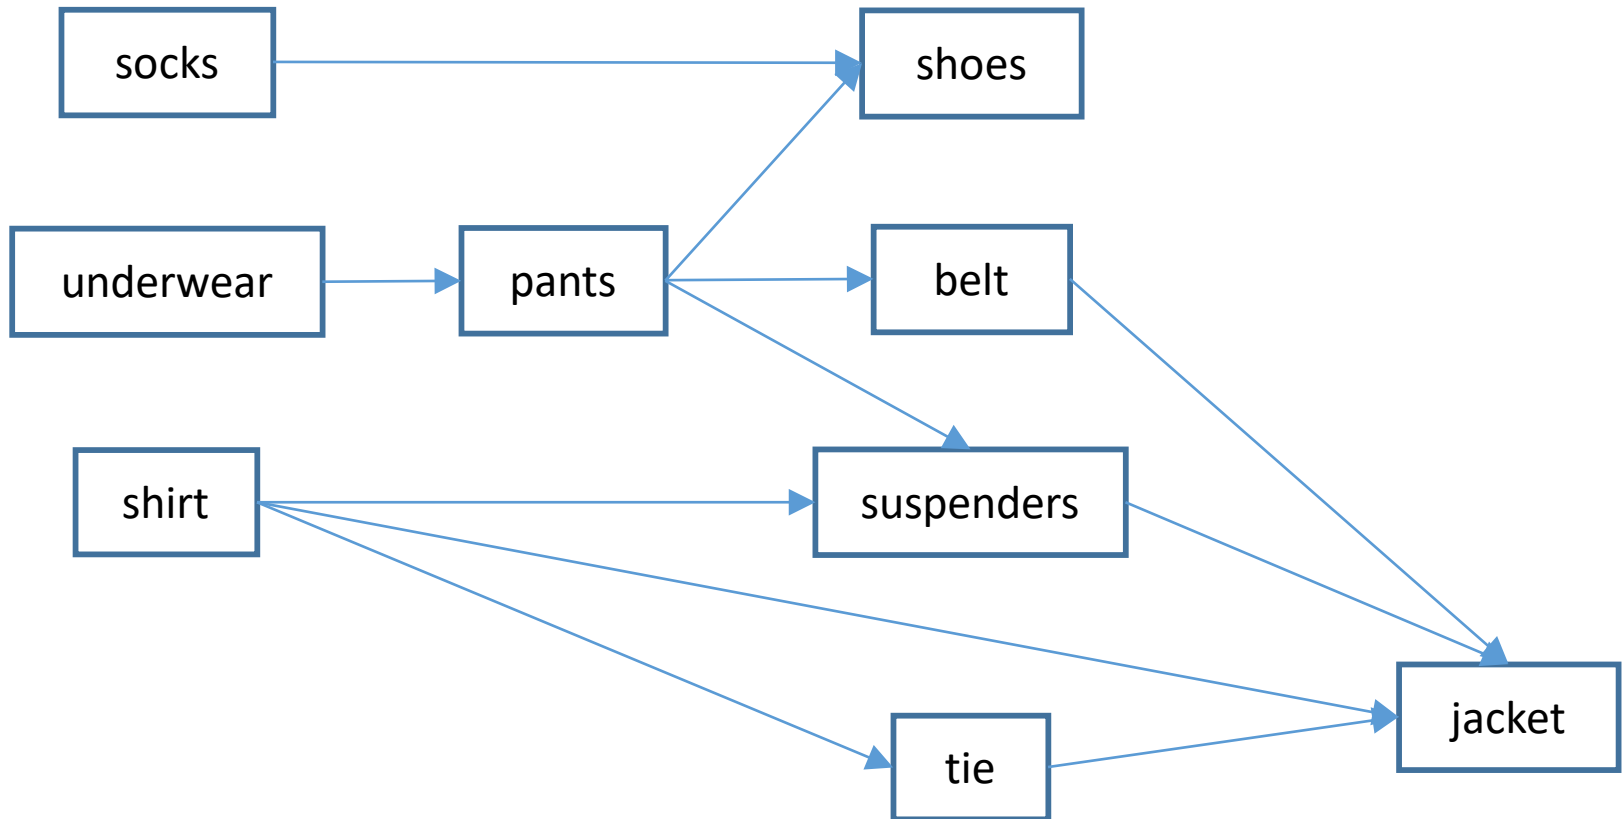 socks
shoes
underwear
pants
belt
shirt
suspenders
jacket
tie